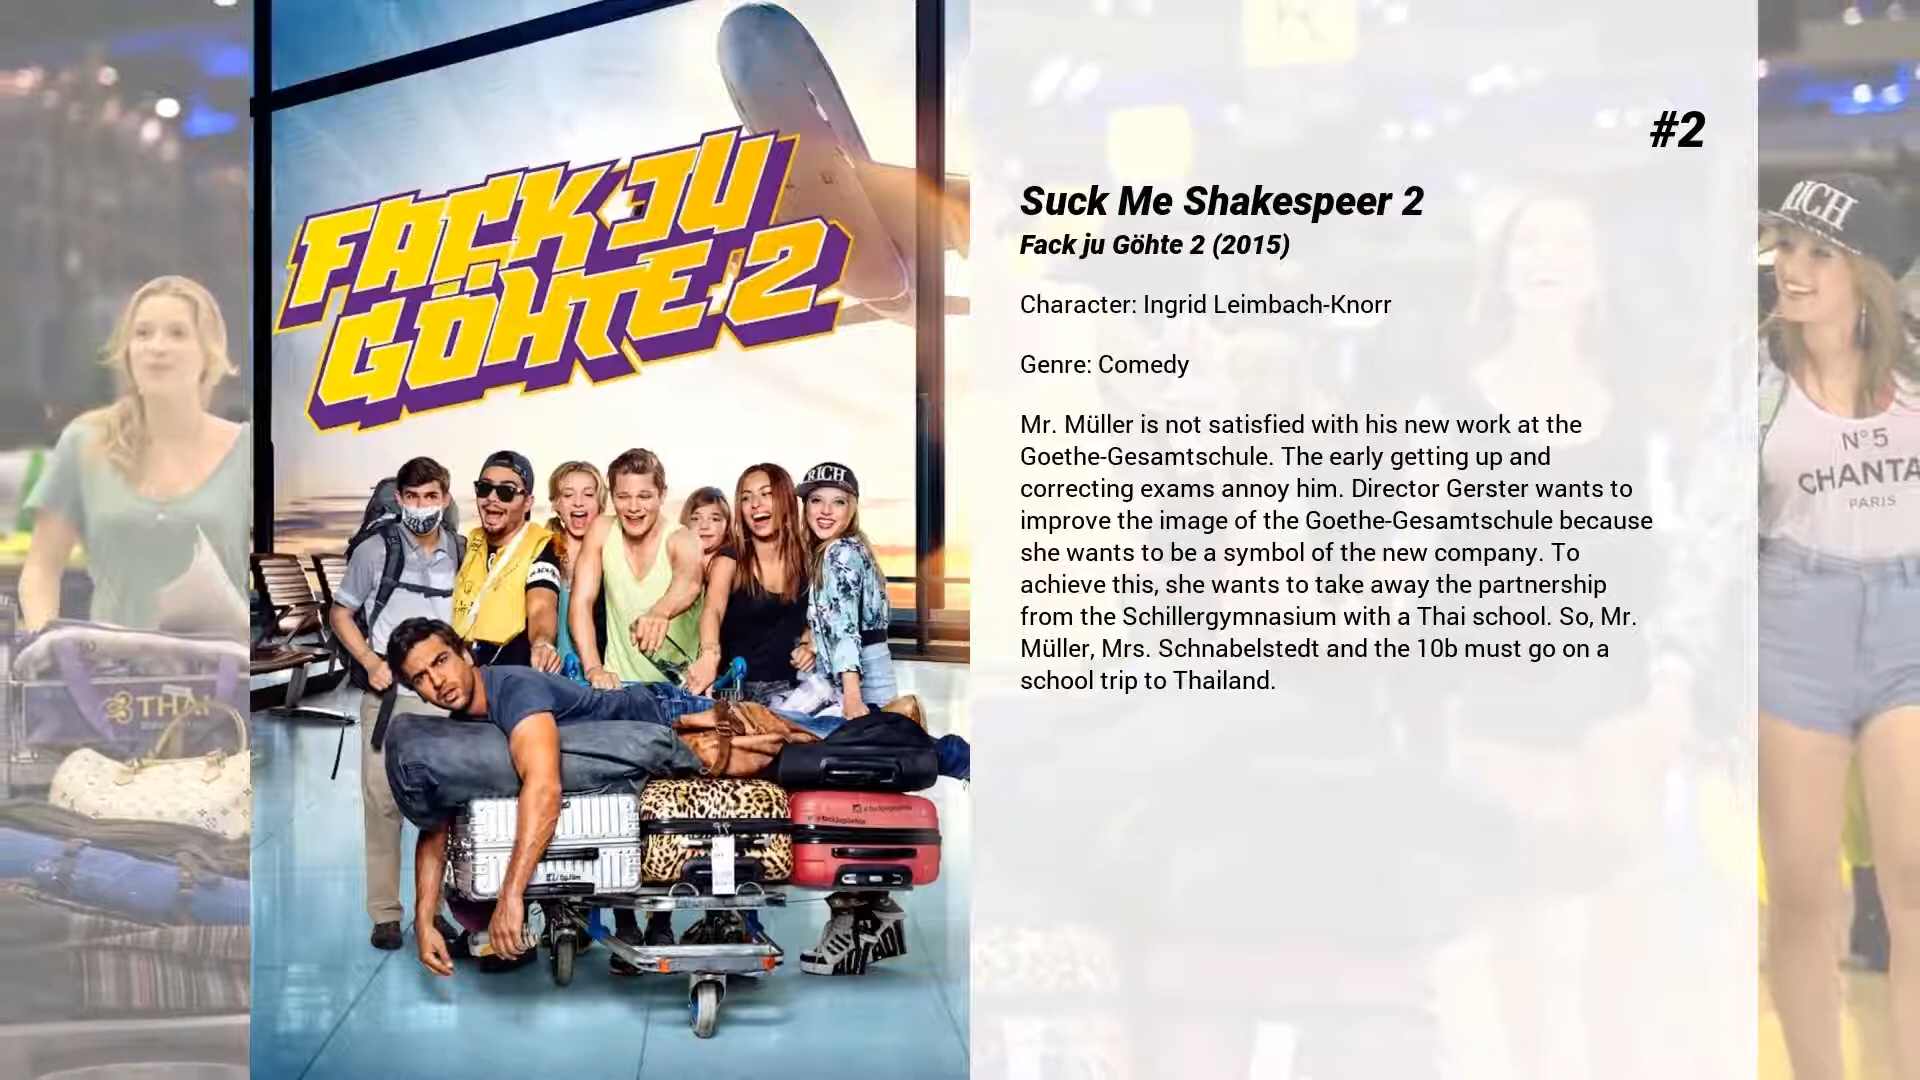 #2
Suck Me Shakespeer 2
Fack ju Göhte 2 (2015)
Character: Ingrid Leimbach-Knorr
Genre: Comedy
Mr. Müller is not satisfied with his new work at the
Goethe-Gesamtschule. The early getting up and
correcting exams annoy him. Director Gerster wants to
improve the image of the Goethe-Gesamtschule because
she wants to be a symbol of the new company. To
achieve this, she wants to take away the partnership
from the Schillergymnasium with a Thai school. So, Mr.
Müller, Mrs. Schnabelstedt and the 10b must go on a
school trip to Thailand.
FACK JU
GÖHTE 2
RICH
THAI
RICH
N°5
CHANTA
PARIS